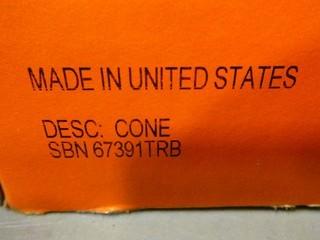 MADE IN UNITED STATES
DESC: CONE
SBN 67391TRB